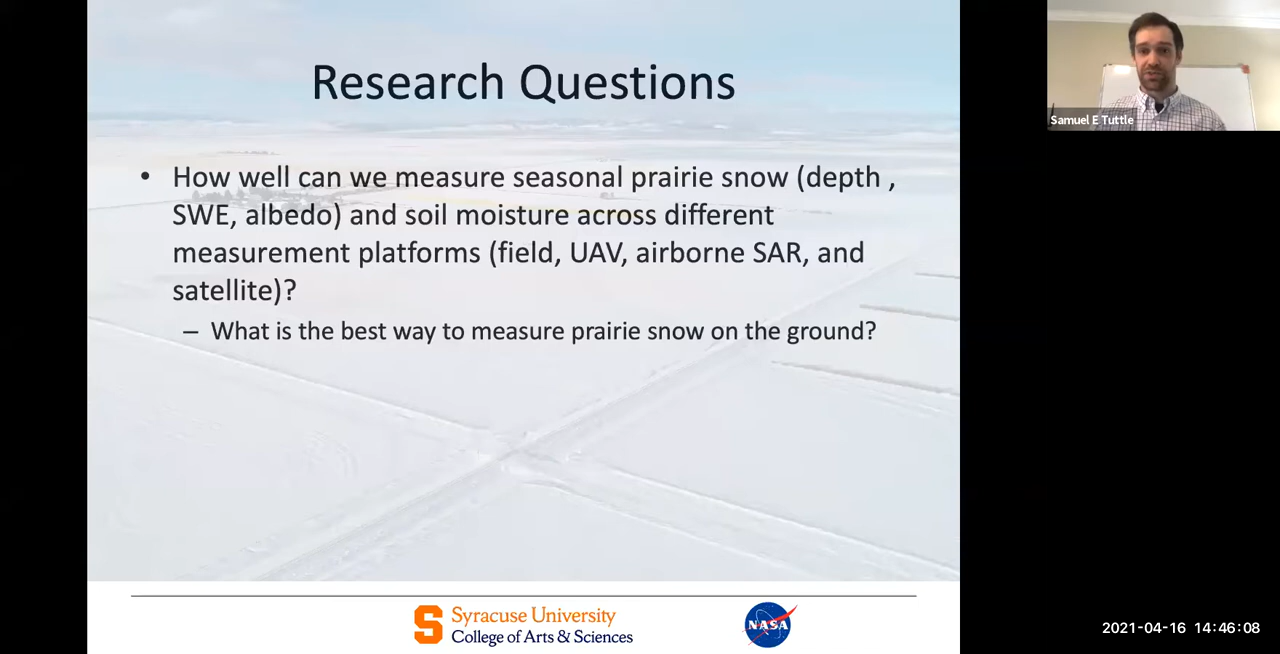 Research Questions
• How well can we measure seasonal prairie snow (depth ,
SWE, albedo) and soil moisture across different
measurement platforms (field, UAV, airborne SAR, and
satellite)?
– What is the best way to measure prairie snow on the ground?
Samuel E Tuttle
S Syracuse University
College of Arts & Sciences
NASA
2021-04-16 14:46:08